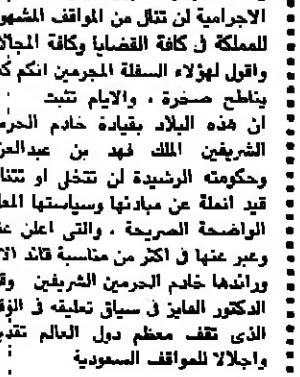 الاجرامية لن تنال من المواقف المشهو
للمملكة في كافة القضايا وكافة المجالا
واقول لهؤلاء السفلة المجرمين انكم كم
يناطح صخرة ، والايام تثبت
ان هذه البلاد بقيادة خادم الحرم
الشريفين الملك فهد بن عبدالعز
وحكومته الرشيدة لن تتخلى او تتنا
قيد انملة عن مبادئها وسياستها المعل
الواضحة الصريحة ، والتي اعلن عن
وعبر عنها في اكثر من مناسبة قائد الا
ورائدها خادم الحرمين الشريفين وق
الدكتور الفايز في سياق تعليقه في الوق
الذي تقف معظم دول العالم تقدي
واجلالا للمواقف السعودية